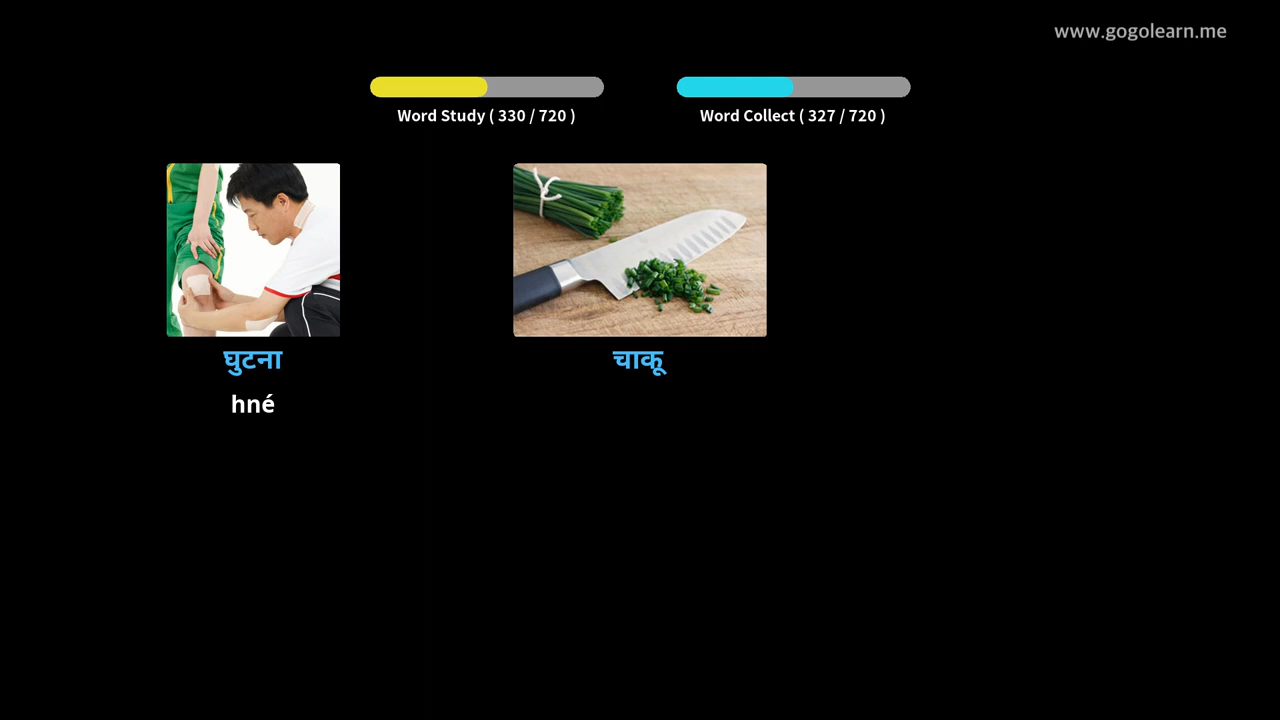 www.gogolearn.me
Word Study ( 330 / 720 )
Word Collect ( 327 / 720 )
घुटना
चाकू
hné